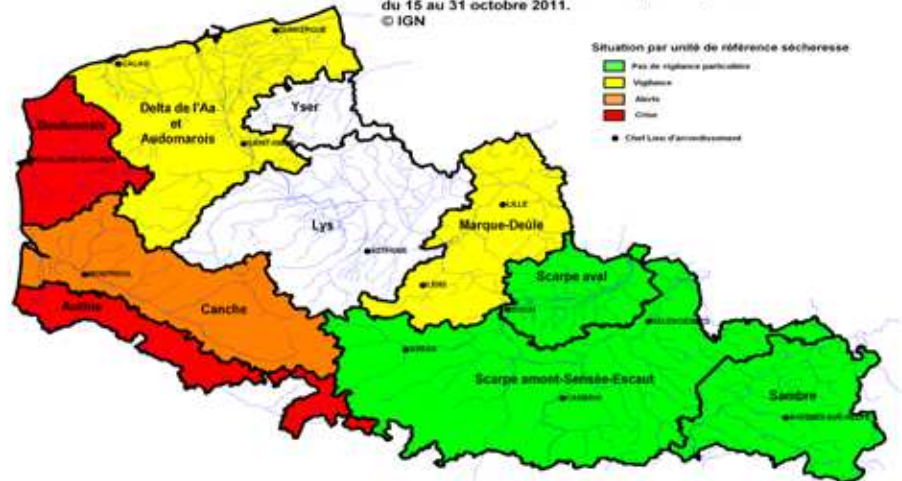 du 15 au 31 octobre 2011.
© IGN
Situation par unité de référence sécheresse
Pas de vigilance particulière
Vigilance
Alerte
Crise
Chef Lieu d'arrondissement
DUNKERQUE
CALAIS
Delta de l'Aa
et
Audomarois
Yser
Boulonnais
Lys
LILLE
Marque-Deûle
BETHUNE
LENS
Scarpe aval
DOUAI
MONTREUIL
Canche
Authie
VALENCIENNES
ARRAS
Scarpe amont-Sensée-Escaut
CAMBRAI
Sambre